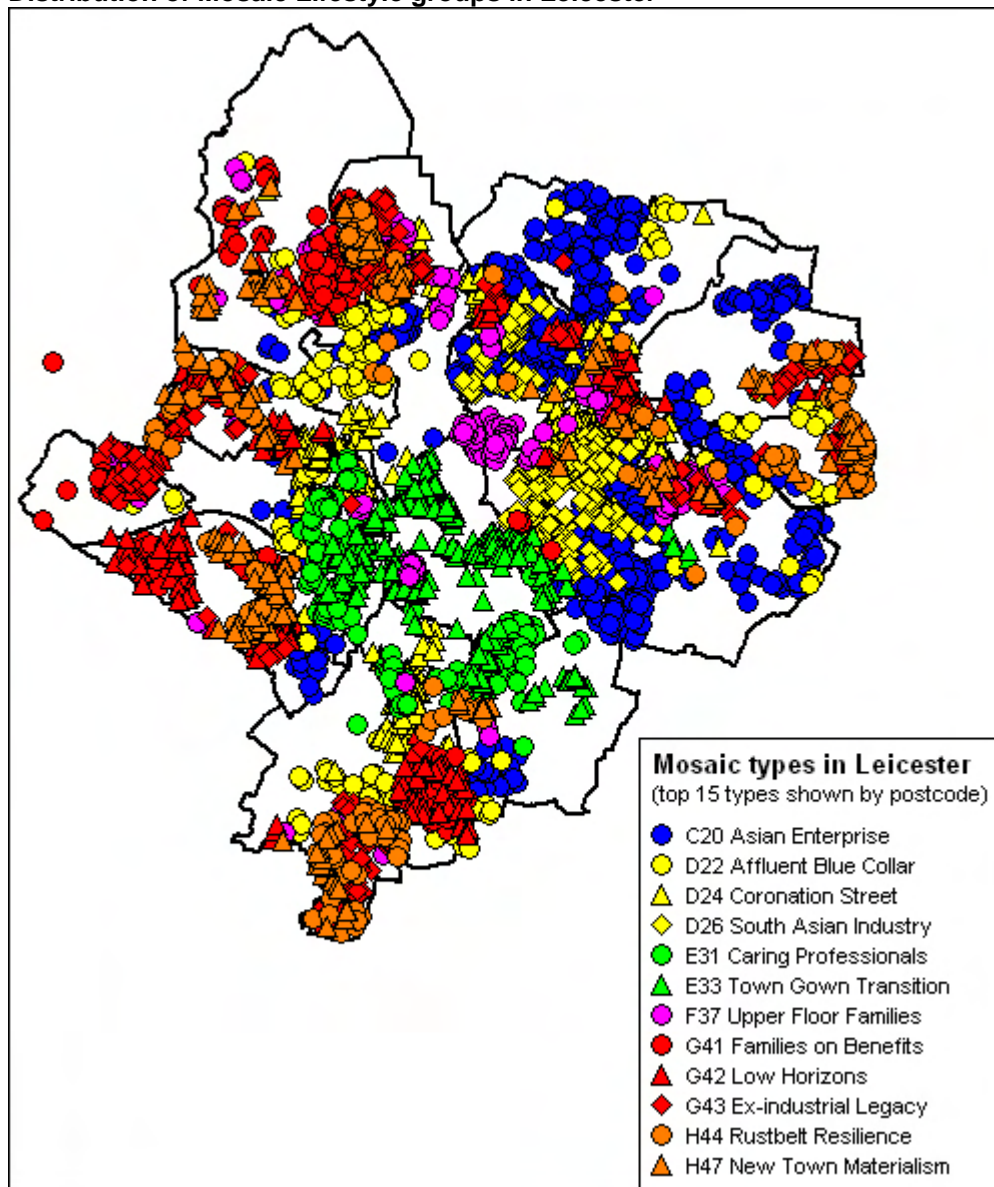 Distribution of Mosaic Lifestyle groups in Leicester
Mosaic types in Leicester
(top 15 types shown by postcode)
C20 Asian Enterprise
D22 Affluent Blue Collar
D24 Coronation Street
D26 South Asian Industry
E31 Caring Professionals
E33 Town Gown Transition
F37 Upper Floor Families
G41 Families on Benefits
G42 Low Horizons
G43 Ex-industrial Legacy
H44 Rustbelt Resilience
H47 New Town Materialism